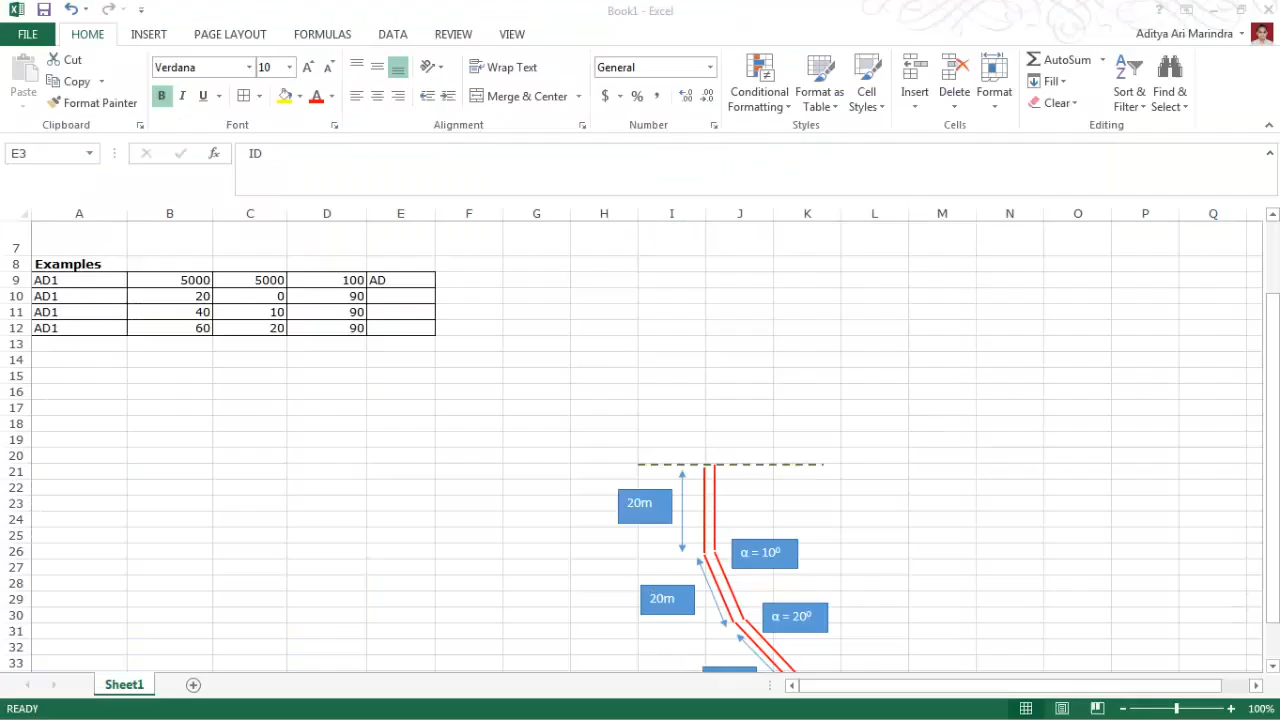 Book1 - Excel
FILE HOME INSERT PAGE LAYOUT FORMULAS DATA REVIEW VIEW Aditya Ari Marindra
Paste Cut Copy Format Painter Clipboard
Verdana 10 B I U A Font
Wrap Text Merge & Center Alignment
General $ % , Number
Conditional Formatting Format as Table Cell Styles Styles
Insert Delete Format Cells
AutoSum Fill Clear Sort & Filter Find & Select Editing
E3 fx ID
A B C D E F G H I J K L M N O P Q
7
8 Examples
9 AD1 5000 5000 100 AD
10 AD1 20 0 90
11 AD1 40 10 90
12 AD1 60 20 90
13
14
15
16
17
18
19
20
21
22
23 20m
24
25
26 α = 10⁰
27
28
29 20m
30 α = 20⁰
31
32
33
Sheet1
READY 100%